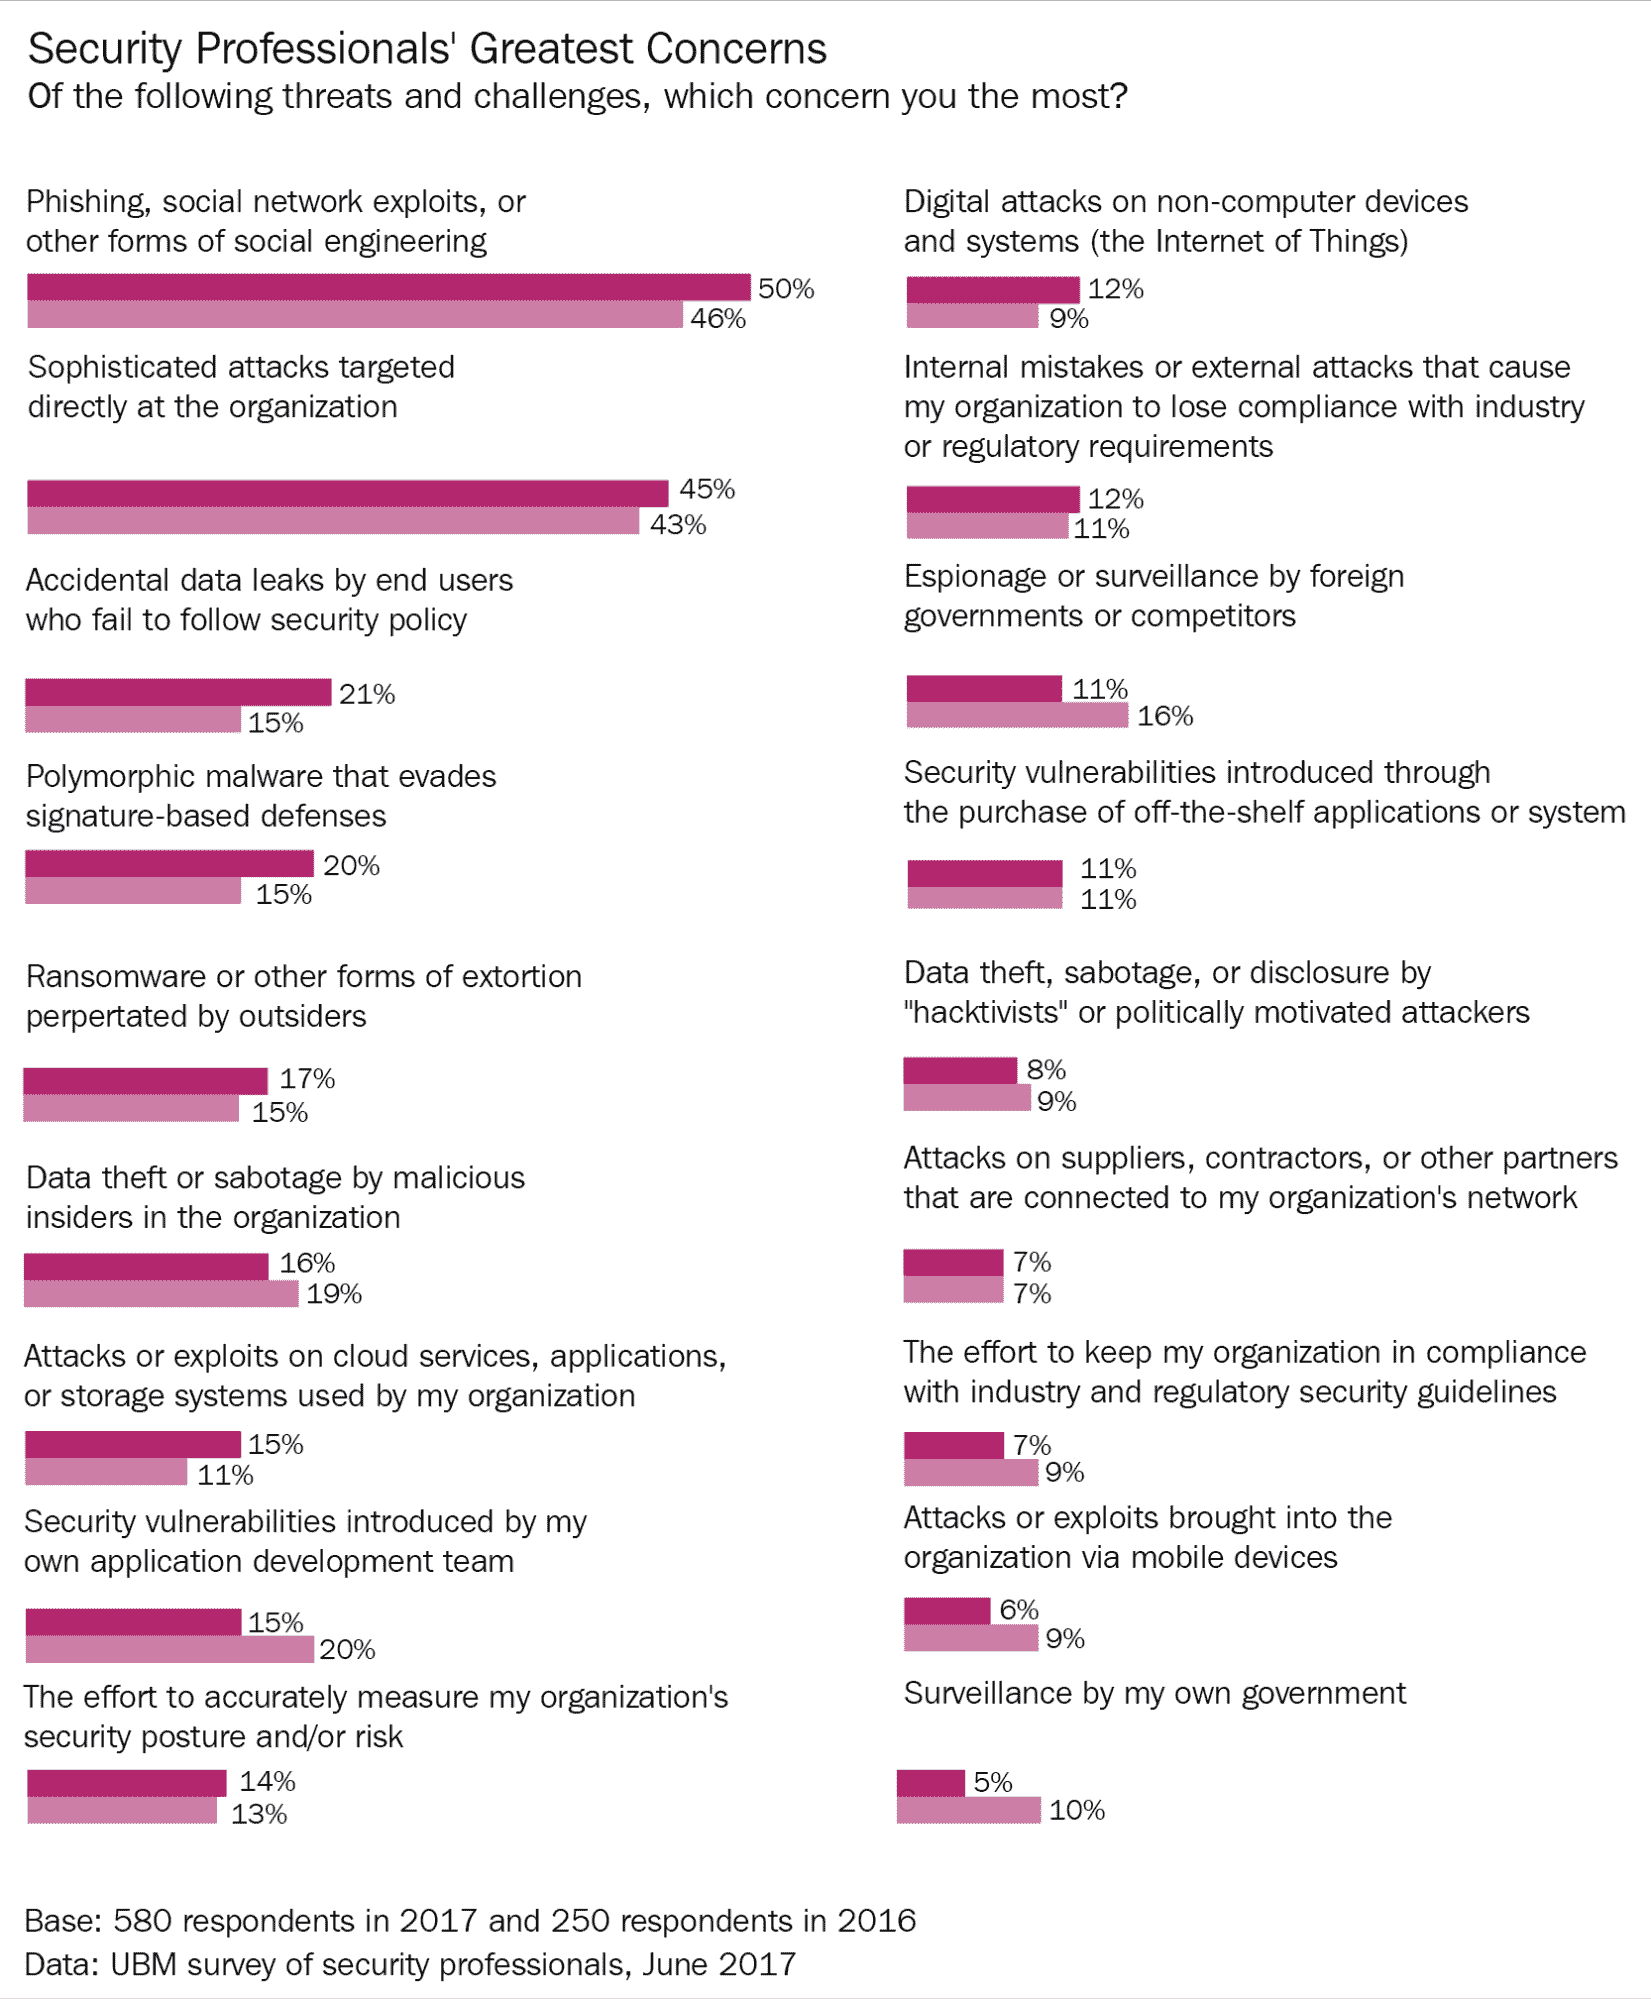 Security Professionals' Greatest Concerns
Of the following threats and challenges, which concern you the most?
Phishing, social network exploits, or
other forms of social engineering
50%
46%
Sophisticated attacks targeted
directly at the organization
45%
43%
Accidental data leaks by end users
who fail to follow security policy
21%
15%
Polymorphic malware that evades
signature-based defenses
20%
15%
Ransomware or other forms of extortion
perpertated by outsiders
17%
15%
Data theft or sabotage by malicious
insiders in the organization
16%
19%
Attacks or exploits on cloud services, applications,
or storage systems used by my organization
15%
11%
Security vulnerabilities introduced by my
own application development team
15%
20%
The effort to accurately measure my organization's
security posture and/or risk
14%
13%
Digital attacks on non-computer devices
and systems (the Internet of Things)
12%
9%
Internal mistakes or external attacks that cause
my organization to lose compliance with industry
or regulatory requirements
12%
11%
Espionage or surveillance by foreign
governments or competitors
11%
16%
Security vulnerabilities introduced through
the purchase of off-the-shelf applications or system
11%
11%
Data theft, sabotage, or disclosure by
"hacktivists" or politically motivated attackers
8%
9%
Attacks on suppliers, contractors, or other partners
that are connected to my organization's network
7%
7%
The effort to keep my organization in compliance
with industry and regulatory security guidelines
7%
9%
Attacks or exploits brought into the
organization via mobile devices
6%
9%
Surveillance by my own government
5%
10%
Base: 580 respondents in 2017 and 250 respondents in 2016
Data: UBM survey of security professionals, June 2017